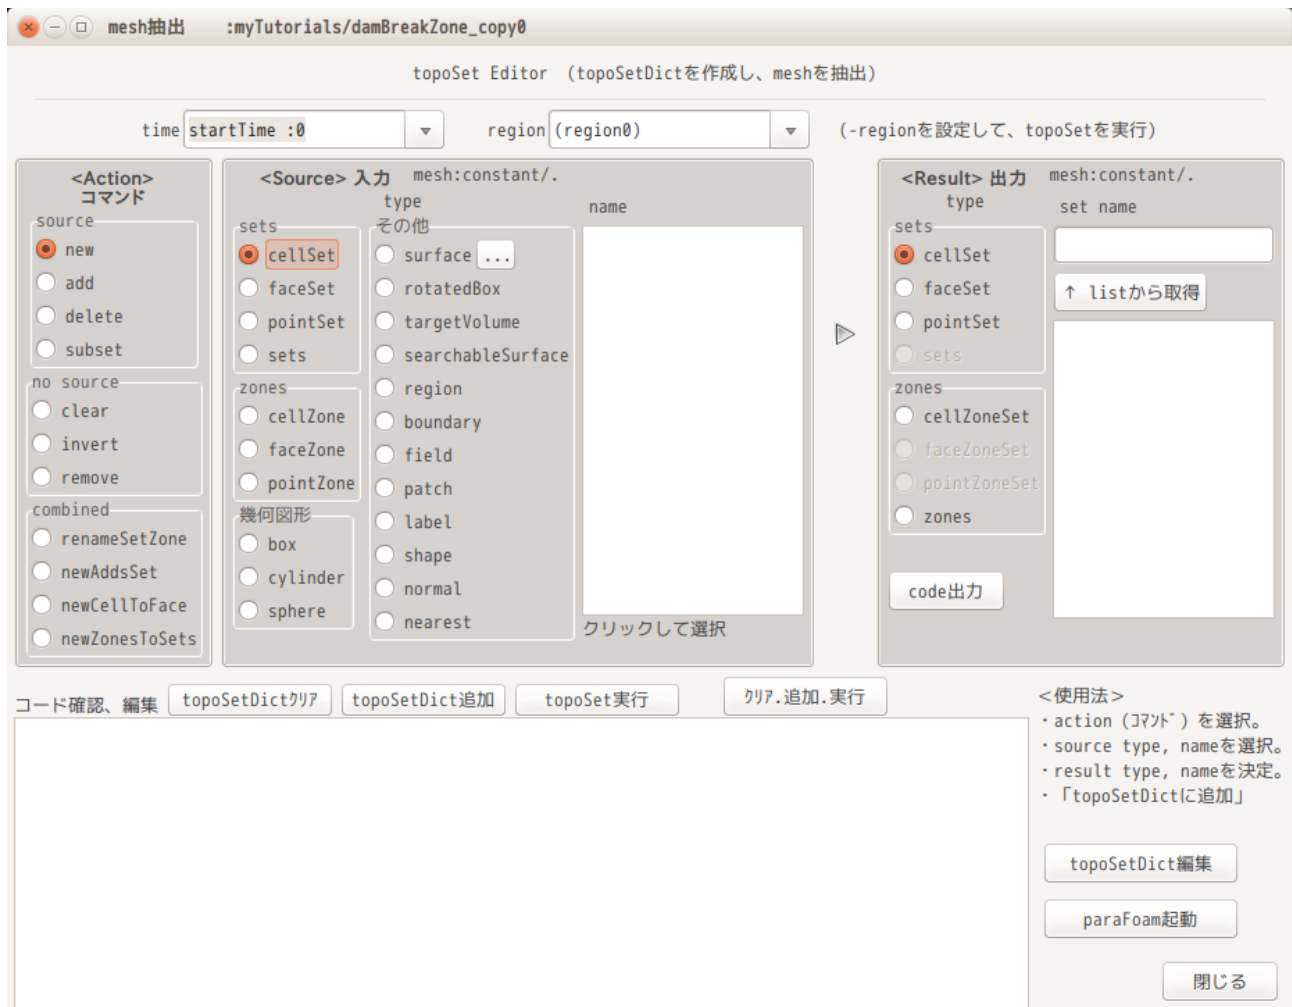 mesh抽出 :myTutorials/damBreakZone_copy0
topoSet Editor (topoSetDictを作成し、meshを抽出)
time startTime :0 region (region0) (-regionを設定して、topoSetを実行)
<Action>
コマンド
source
new
add
delete
subset
no source
clear
invert
remove
combined
renameSetZone
newAddsSet
newCellToFace
newZonesToSets
<Source> 入力 mesh:constant/.
type
name
sets
cellSet
faceSet
pointSet
sets
zones
cellZone
faceZone
pointZone
幾何図形
box
cylinder
sphere
その他
surface ...
rotatedBox
targetVolume
searchableSurface
region
boundary
field
patch
label
shape
normal
nearest
クリックして選択
<Result> 出力 mesh:constant/.
type
set name
sets
cellSet
faceSet
pointSet
sets
zones
cellZoneSet
faceZoneSet
pointZoneSet
zones
code出力
↑ listから取得
コード確認、編集 topoSetDictｸﾘｱ topoSetDict追加 topoSet実行 ｸﾘｱ.追加.実行
<使用法>
・action (ｺﾏﾝﾄﾞ) を選択。
・source type, nameを選択。
・result type, nameを決定。
・「topoSetDictに追加」
topoSetDict編集
paraFoam起動
閉じる